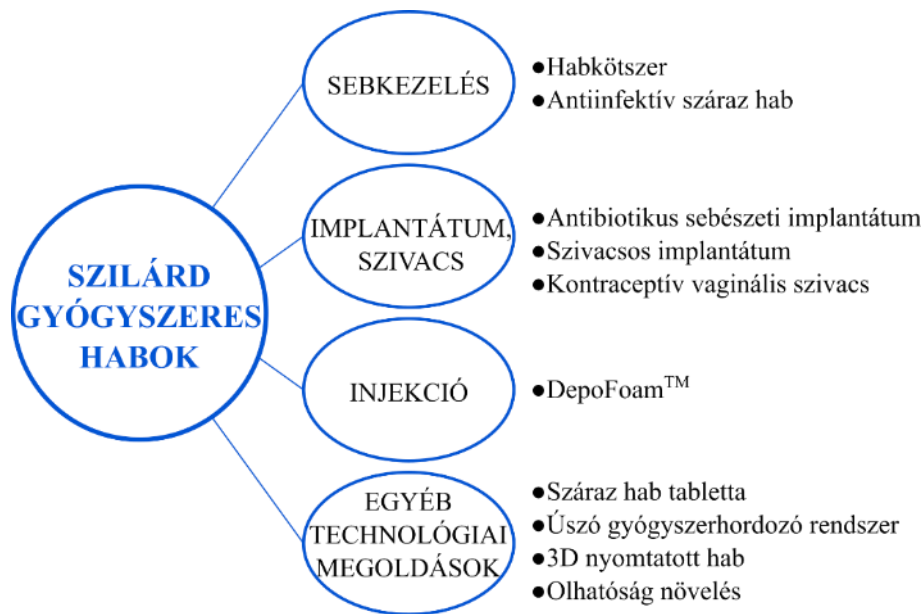 SZILÁRD
GYÓGYSZERES
HABOK
SEBKEZELÉS
●Habkötszer
●Antiinfektív száraz hab
IMPLANTÁTUM,
SZIVACS
●Antibiotikus sebészeti implantátum
●Szivacsos implantátum
●Kontraceptív vaginális szivacs
INJEKCIÓ
●DepoFoam™
EGYÉB
TECHNOLÓGIAI
MEGOLDÁSOK
●Száraz hab tabletta
●Úszó gyógyszerhordozó rendszer
●3D nyomtatott hab
●Olhatóság növelés